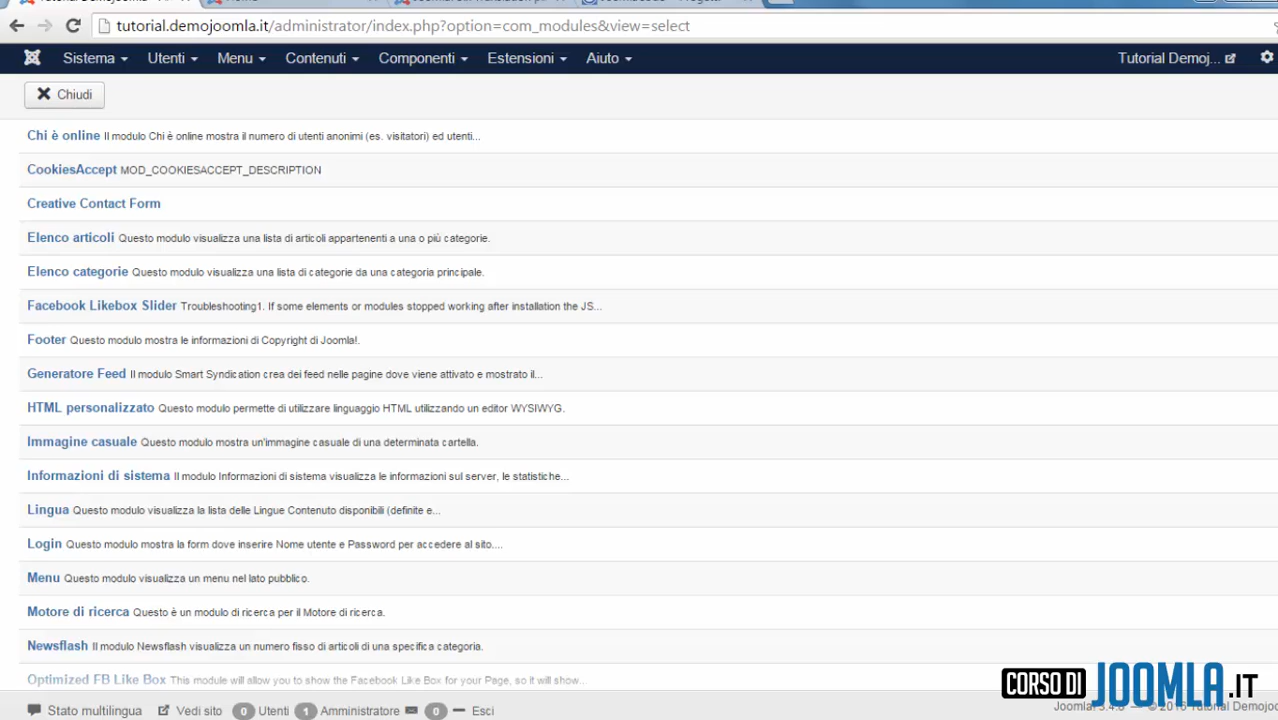 tutorial.demojoomla.it/administrator/index.php?option=com_modules&view=select
Sistema Utenti Menu Contenuti Componenti Estensioni Aiuto Tutorial Demoj...
Chiudi
Chi è online Il modulo Chi è online mostra il numero di utenti anonimi (es. visitatori) ed utenti...
CookiesAccept MOD_COOKIESACCEPT_DESCRIPTION
Creative Contact Form
Elenco articoli Questo modulo visualizza una lista di articoli appartenenti a una o più categorie.
Elenco categorie Questo modulo visualizza una lista di categorie da una categoria principale.
Facebook Likebox Slider Troubleshooting1. If some elements or modules stopped working after installation the JS...
Footer Questo modulo mostra le informazioni di Copyright di Joomla!.
Generatore Feed Il modulo Smart Syndication crea dei feed nelle pagine dove viene attivato e mostrato il...
HTML personalizzato Questo modulo permette di utilizzare linguaggio HTML utilizzando un editor WYSIWYG.
Immagine casuale Questo modulo mostra un'immagine casuale di una determinata cartella.
Informazioni di sistema Il modulo Informazioni di sistema visualizza le informazioni sul server, le statistiche...
Lingua Questo modulo visualizza la lista delle Lingue Contenuto disponibili (definite e...
Login Questo modulo mostra la form dove inserire Nome utente e Password per accedere al sito....
Menu Questo modulo visualizza un menu nel lato pubblico.
Motore di ricerca Questo è un modulo di ricerca per il Motore di ricerca.
Newsflash Il modulo Newsflash visualizza un numero fisso di articoli di una specifica categoria.
Optimized FB Like Box This module will allow you to show the Facebook Like Box for your Page, so it will show...
CORSO DI JOOMLA.IT
Stato multilingua Vedi sito 0 Utenti 1 Amministratore 0 Esci